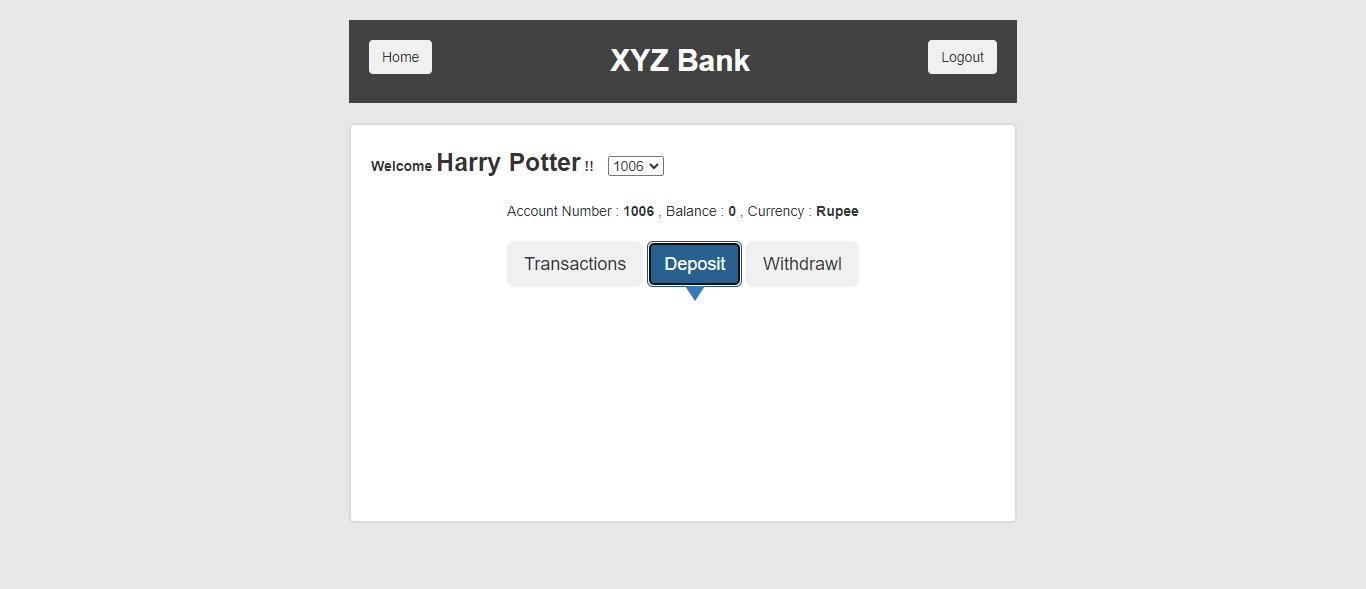 Home XYZ Bank Logout
Welcome Harry Potter !! 1006
Account Number : 1006 , Balance : 0 , Currency : Rupee
Transactions Deposit Withdrawl